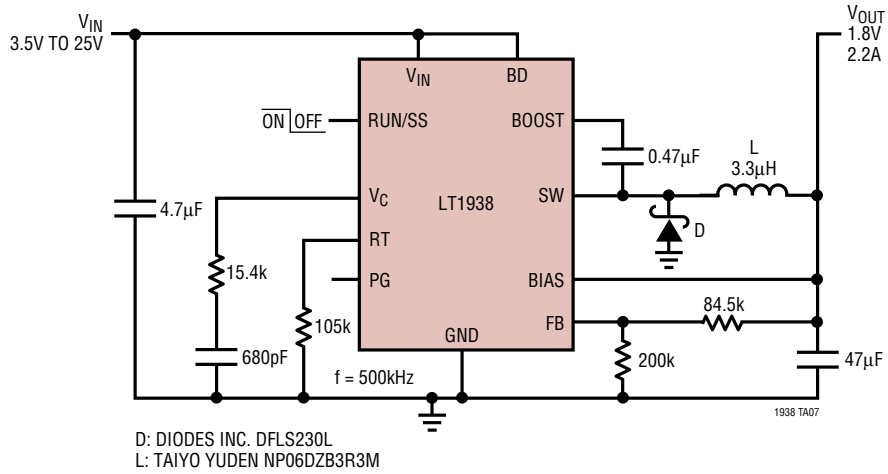 VIN
3.5V TO 25V
VOUT
1.8V
2.2A
VIN
BD
ON OFF
RUN/SS
BOOST
0.47µF
L
3.3µH
4.7µF
VC
LT1938
SW
D
RT
15.4k
PG
BIAS
84.5k
105k
FB
680pF
GND
200k
47µF
f = 500kHz
1938 TA07
D: DIODES INC. DFLS230L
L: TAIYO YUDEN NP06DZB3R3M